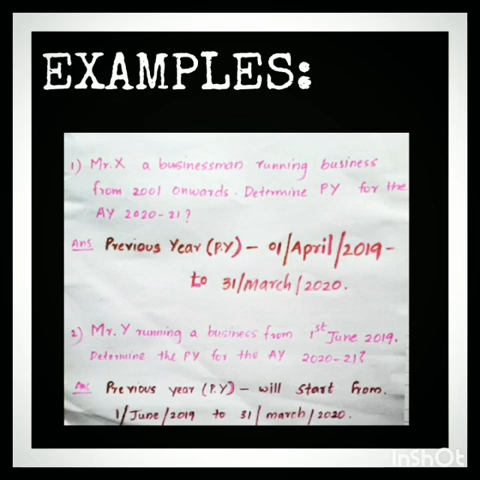 EXAMPLES:
1) Mr.X a businessman running business
from 2001 onwards. Determine PY for the
AY 2020-21?
Ans Previous Year (P.Y) - 01/April/2019 -
to 31/march/2020.
2) Mr. Y running a business from 1st June 2019.
Determine the PY for the AY 2020-21?
Ans Previous year (P.Y) - will start from.
1/June/2019 to 31/march/2020.
InShOt